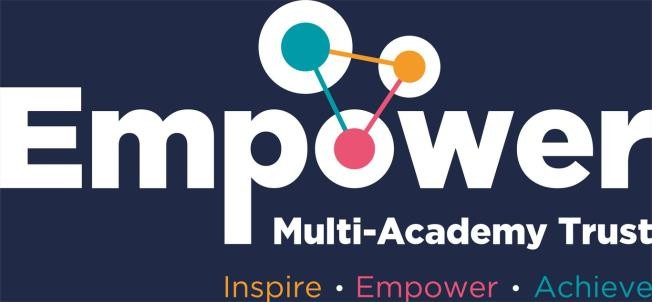 Empower
Multi-Academy Trust
Inspire • Empower • Achieve